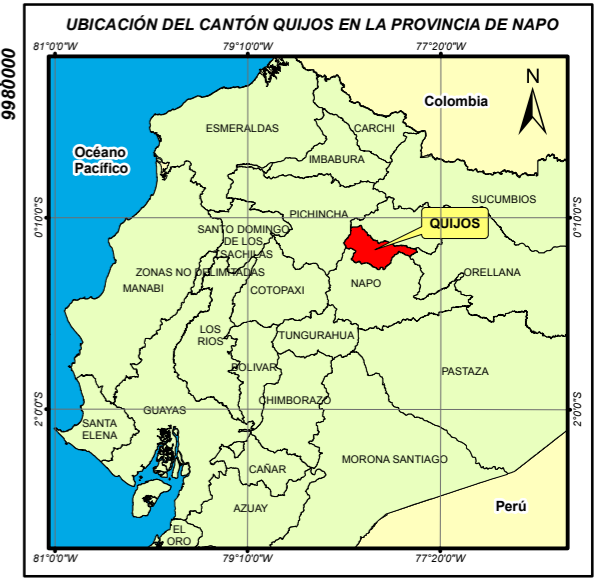 UBICACIÓN DEL CANTÓN QUIJOS EN LA PROVINCIA DE NAPO
81°0'0"W
79°10'0"W
77°20'0"W
9980000
N
Colombia
ESMERALDAS
CARCHI
IMBABURA
Océano
Pacífico
SUCUMBIOS
0°10'0"S
0°10'0"S
PICHINCHA
QUIJOS
SANTO DOMINGO
DE LOS
TSACHILAS
ZONAS NO DELIMITADAS
ORELLANA
MANABI
COTOPAXI
NAPO
LOS
RIOS
TUNGURAHUA
BOLIVAR
PASTAZA
CHIMBORAZO
2°0'0"S
2°0'0"S
GUAYAS
SANTA
ELENA
MORONA SANTIAGO
CAÑAR
AZUAY
Perú
EL
ORO
81°0'0"W
79°10'0"W
77°20'0"W